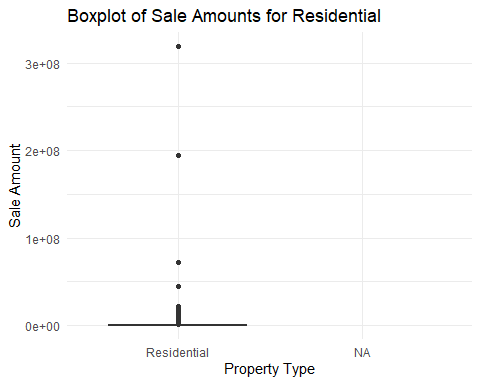 Boxplot of Sale Amounts for Residential
Sale Amount
3e+08
2e+08
1e+08
0e+00
Residential
NA
Property Type